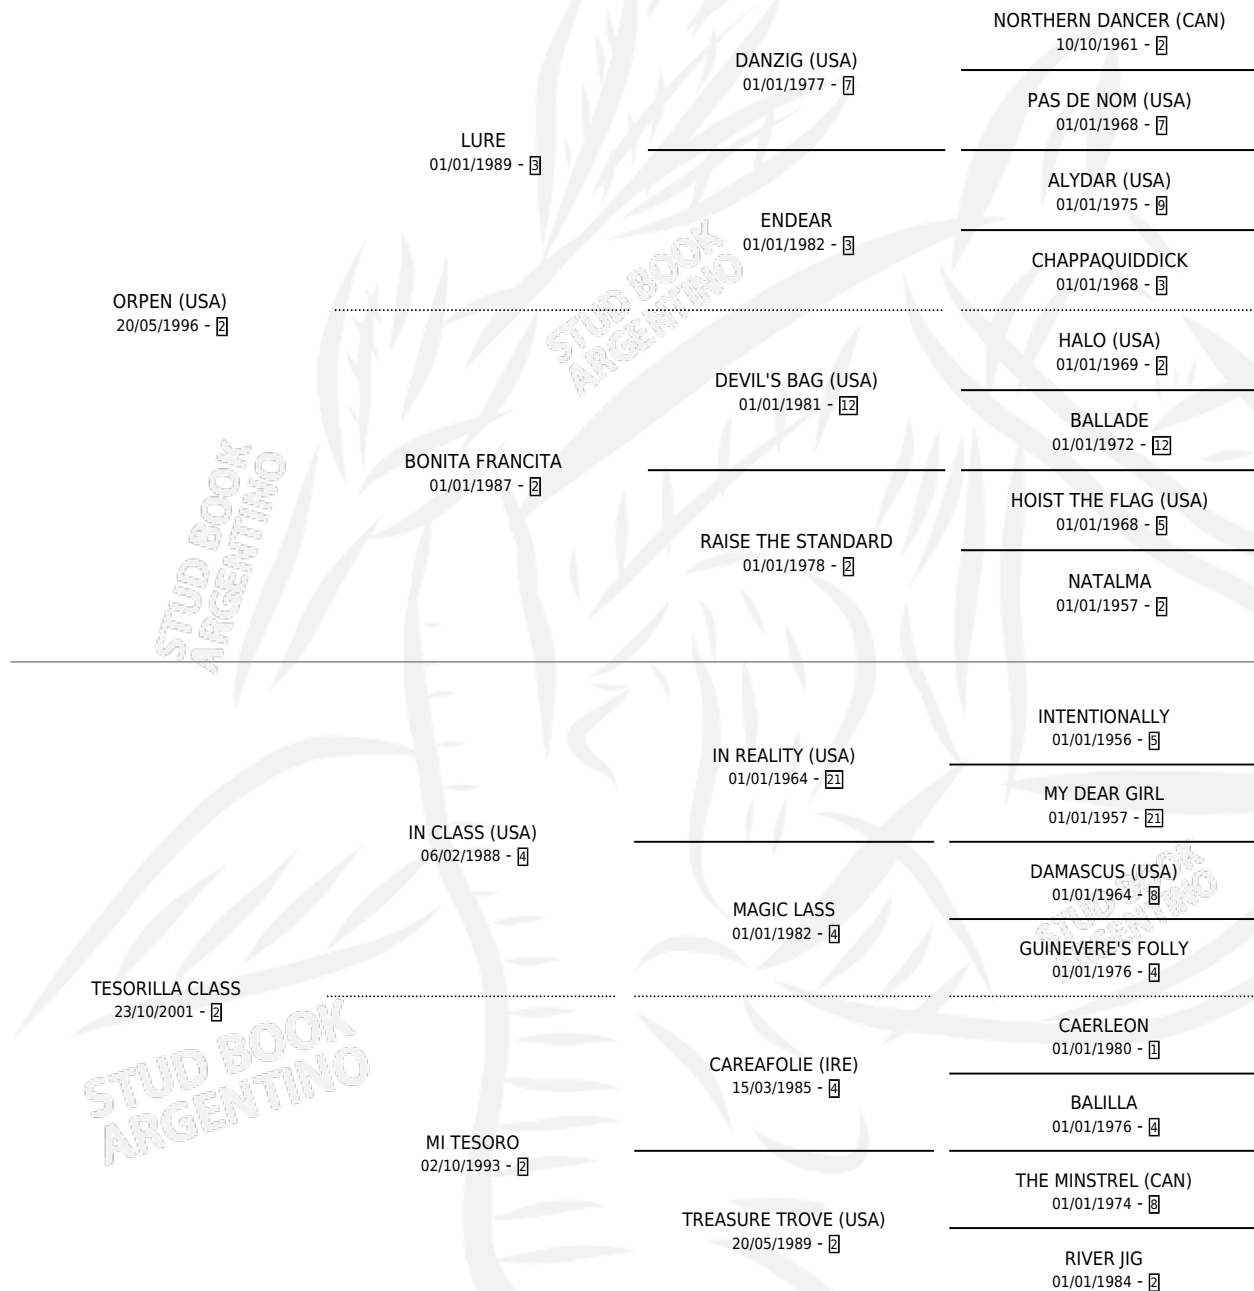 NORTHERN DANCER (CAN)
10/10/1961 - 2
DANZIG (USA)
01/01/1977 - 7
PAS DE NOM (USA)
01/01/1968 - 7
LURE
01/01/1989 - 3
ALYDAR (USA)
01/01/1975 - 9
ENDEAR
01/01/1982 - 3
CHAPPAQUIDDICK
01/01/1968 - 3
ORPEN (USA)
20/05/1996 - 2
HALO (USA)
01/01/1969 - 2
DEVIL'S BAG (USA)
01/01/1981 - 12
BALLADE
01/01/1972 - 12
BONITA FRANCITA
01/01/1987 - 2
HOIST THE FLAG (USA)
01/01/1968 - 5
RAISE THE STANDARD
01/01/1978 - 2
NATALMA
01/01/1957 - 2
INTENTIONALLY
01/01/1956 - 5
IN REALITY (USA)
01/01/1964 - 21
MY DEAR GIRL
01/01/1957 - 21
IN CLASS (USA)
06/02/1988 - 4
DAMASCUS (USA)
01/01/1964 - 8
MAGIC LASS
01/01/1982 - 4
GUINEVERE'S FOLLY
01/01/1976 - 4
TESORILLA CLASS
23/10/2001 - 2
CAERLEON
01/01/1980 - 1
CAREAFOLIE (IRE)
15/03/1985 - 4
BALILLA
01/01/1976 - 4
MI TESORO
02/10/1993 - 2
THE MINSTREL (CAN)
01/01/1974 - 8
TREASURE TROVE (USA)
20/05/1989 - 2
RIVER JIG
01/01/1984 - 2
STUD BOOK
ARGENTINO
STUD BOOK
ARGENTINO
STUD BOOK
ARGENTINO
STUD BOOK
ARGENTINO